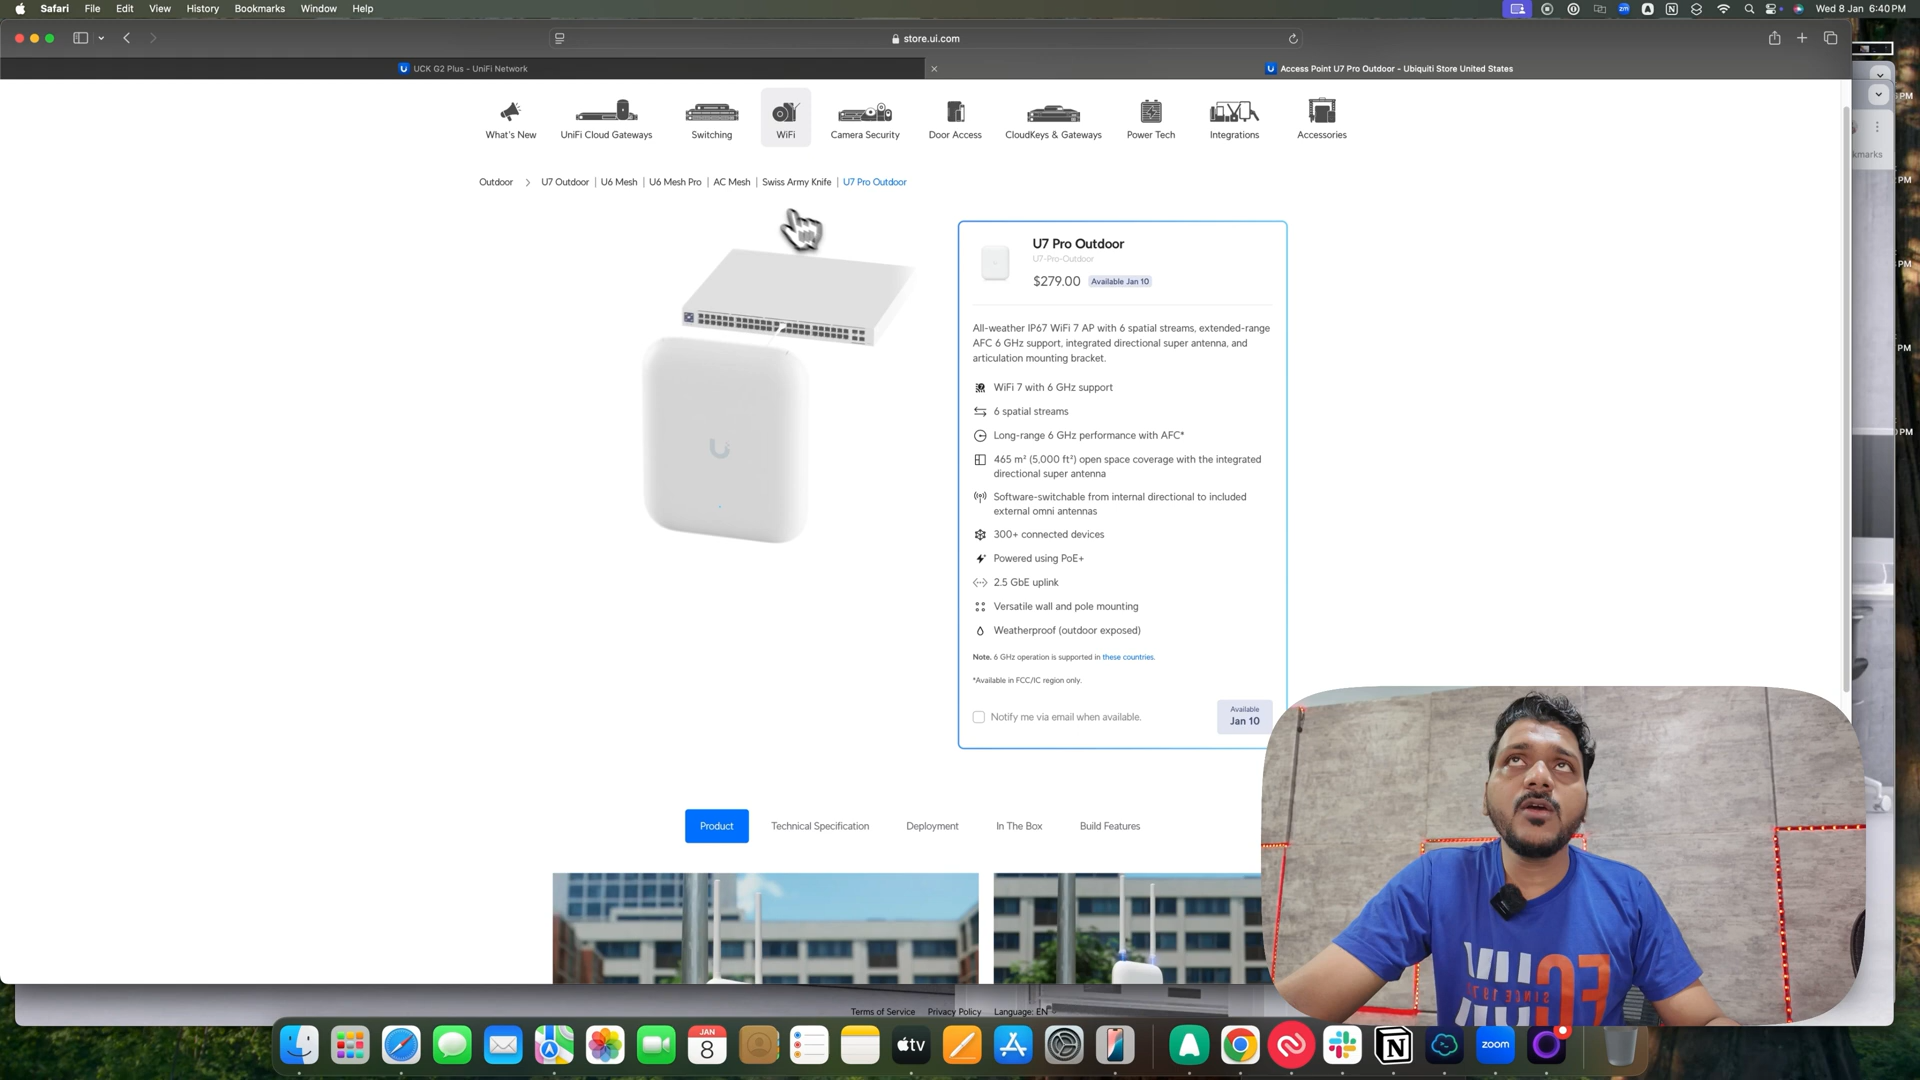 Safari File Edit View History Bookmarks Window Help
Wed 8 Jan 6:40 PM
store.ui.com
UCK G2 Plus - UniFi Network
Access Point U7 Pro Outdoor - Ubiquiti Store United States
What's New
UniFi Cloud Gateways
Switching
WiFi
Camera Security
Door Access
CloudKeys & Gateways
Power Tech
Integrations
Accessories
Outdoor > U7 Outdoor | U6 Mesh | U6 Mesh Pro | AC Mesh | Swiss Army Knife | U7 Pro Outdoor
U7 Pro Outdoor
U7-Pro-Outdoor
$279.00 Available Jan 10
All-weather IP67 WiFi 7 AP with 6 spatial streams, extended-range
AFC 6 GHz support, integrated directional super antenna, and
articulation mounting bracket.
WiFi 7 with 6 GHz support
6 spatial streams
Long-range 6 GHz performance with AFC*
465 m² (5,000 ft²) open space coverage with the integrated
directional super antenna
Software-switchable from internal directional to included
external omni antennas
300+ connected devices
Powered using PoE+
2.5 GbE uplink
Versatile wall and pole mounting
Weatherproof (outdoor exposed)
Note. 6 GHz operation is supported in these countries.
*Available in FCC/IC region only.
Notify me via email when available.
Available
Jan 10
Product
Technical Specification
Deployment
In The Box
Build Features
Terms of Service Privacy Policy Language: EN
JAN
8
tv
zoom
PM
PM
PM
PM
PM